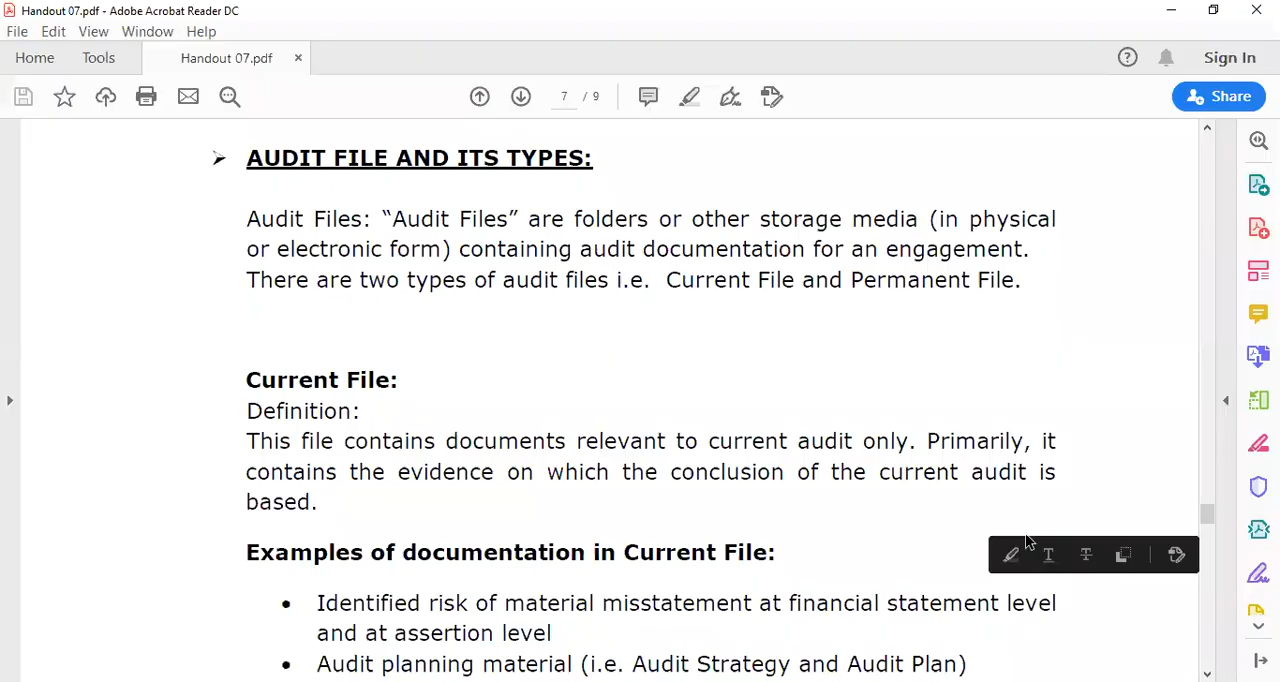 Handout 07.pdf - Adobe Acrobat Reader DC
File Edit View Window Help
Home Tools Handout 07.pdf × Sign In
7 / 9 Share
AUDIT FILE AND ITS TYPES:
Audit Files: “Audit Files” are folders or other storage media (in physical
or electronic form) containing audit documentation for an engagement.
There are two types of audit files i.e. Current File and Permanent File.
Current File:
Definition:
This file contains documents relevant to current audit only. Primarily, it
contains the evidence on which the conclusion of the current audit is
based.
Examples of documentation in Current File:
• Identified risk of material misstatement at financial statement level
and at assertion level
• Audit planning material (i.e. Audit Strategy and Audit Plan)